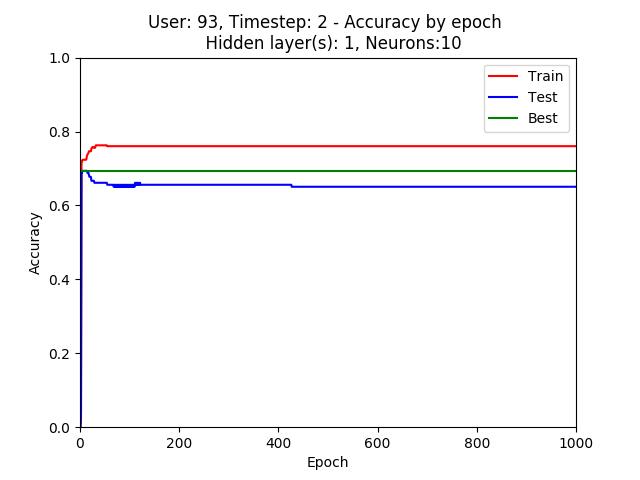 User: 93, Timestep: 2 - Accuracy by epoch
Hidden layer(s): 1, Neurons:10
1.0
Train
Test
Best
0.8
0.6
0.4
0.2
0.0
Accuracy
0 200 400 600 800 1000
Epoch